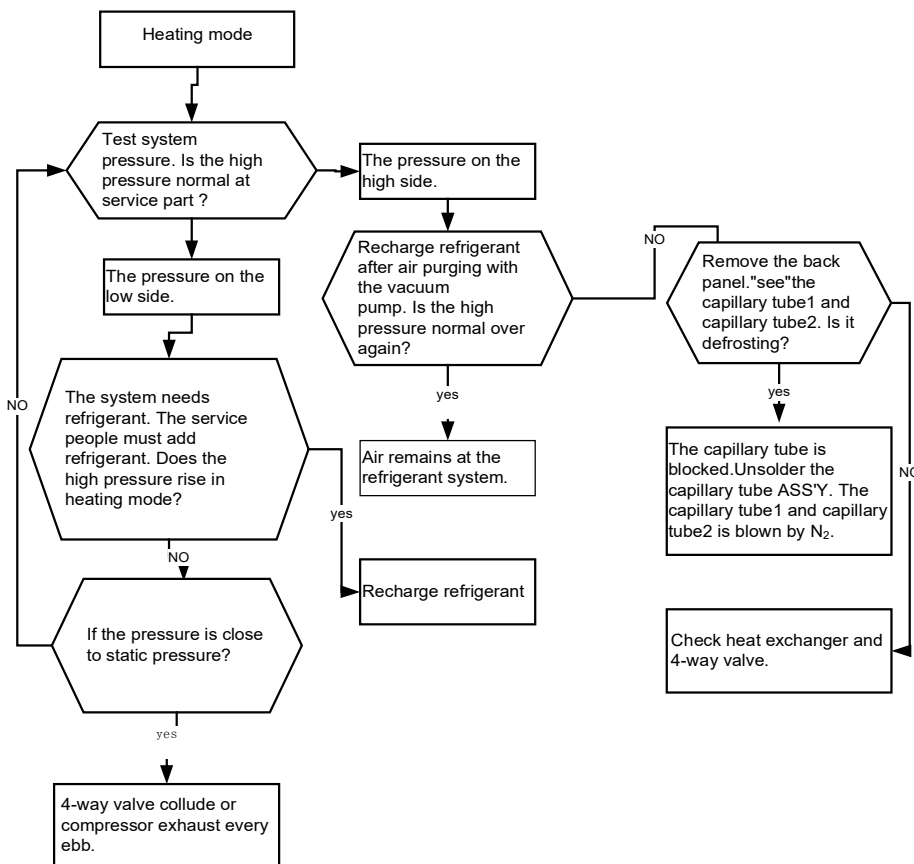 Heating mode
Test system
pressure. Is the high
pressure normal at
service part ?
The pressure on the
high side.
The pressure on the
low side.
Recharge refrigerant
after air purging with
the vacuum
pump. Is the high
pressure normal over
again?
NO
Remove the back
panel."see"the
capillary tube1 and
capillary tube2. Is it
defrosting?
NO
The system needs
refrigerant. The service
people must add
refrigerant. Does the
high pressure rise in
heating mode?
yes
yes
Air remains at the
refrigerant system.
The capillary tube is
blocked.Unsolder the
capillary tube ASS'Y. The
capillary tube1 and capillary
tube2 is blown by N₂.
NO
yes
NO
Recharge refrigerant
If the pressure is close
to static pressure?
Check heat exchanger and
4-way valve.
yes
4-way valve collude or
compressor exhaust every
ebb.